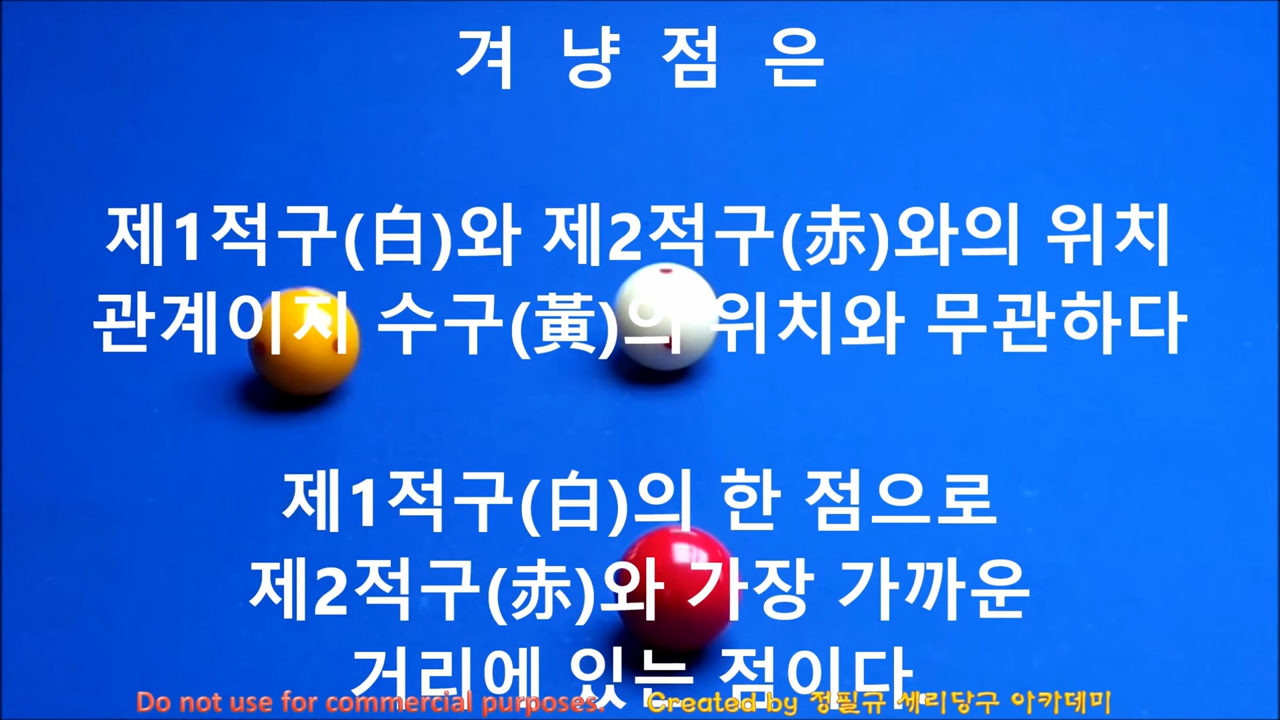 겨 냥 점 은
제1적구(白)와 제2적구(赤)와의 위치
관계이지 수구(黃)의 위치와 무관하다
제1적구(白)의 한 점으로
제2적구(赤)와 가장 가까운
거리에 있는 점이다.
Do not use for commercial purposes. Created by 정필규 세리당구 아카데미